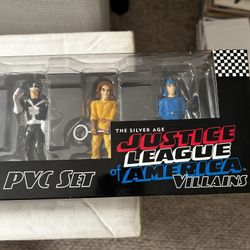 THE SILVER AGE
JUSTICE
LEAGUE
of AMERICA
VILLAINS
PVC SET